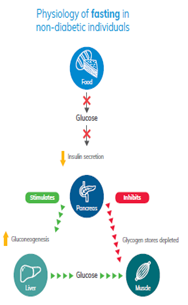 Physiology of fasting in
non-diabetic individuals
Food
Glucose
Insulin secretion
Stimulates
Pancreas
Inhibits
Gluconeogenesis
Glycogen stores depleted
Liver
Glucose
Muscle